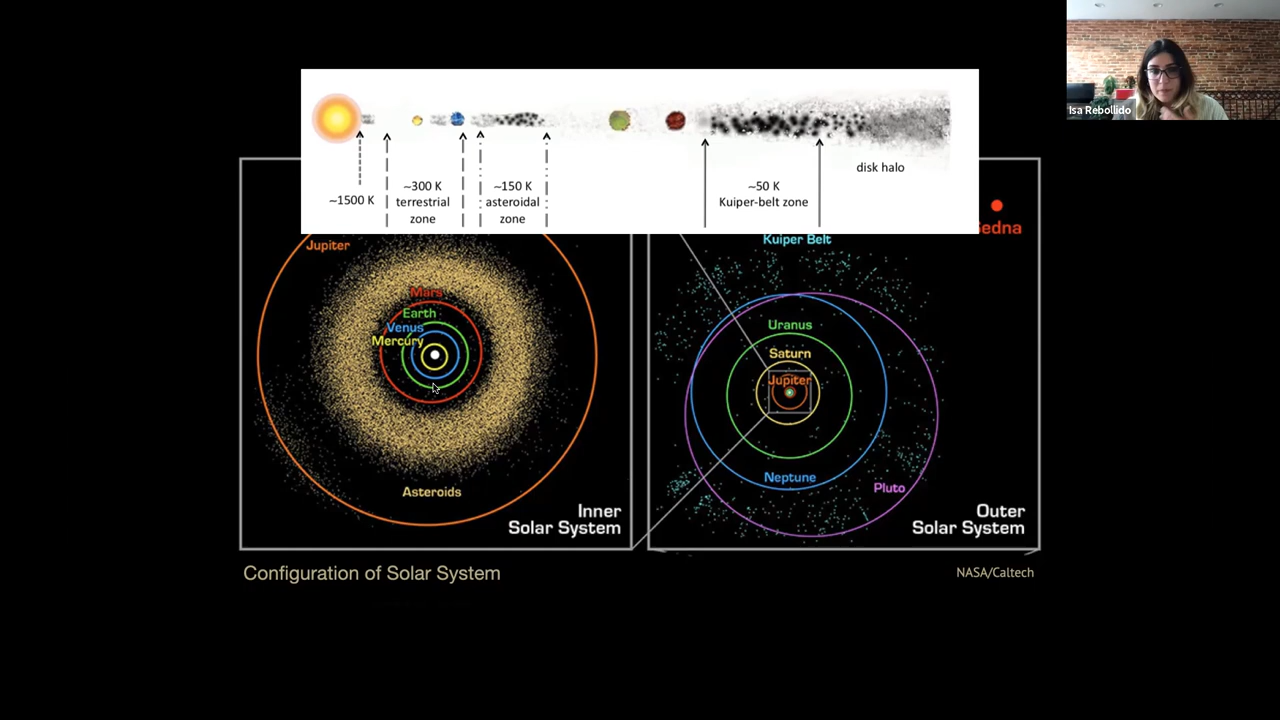 Isa Rebollido
~1500 K
~300 K
terrestrial
zone
~150 K
asteroidal
zone
~50 K
Kuiper-belt zone
disk halo
Jupiter
Mars
Earth
Venus
Mercury
Asteroids
Inner
Solar System
Kuiper Belt
Uranus
Saturn
Jupiter
Neptune
Pluto
Outer
Solar System
Configuration of Solar System
NASA/Caltech